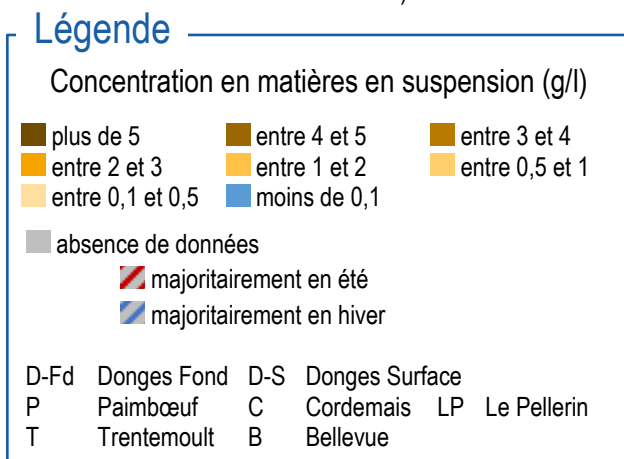 Légende
Concentration en matières en suspension (g/l)
plus de 5 entre 4 et 5 entre 3 et 4
entre 2 et 3 entre 1 et 2 entre 0,5 et 1
entre 0,1 et 0,5 moins de 0,1
absence de données
majoritairement en été
majoritairement en hiver
D-Fd Donges Fond D-S Donges Surface
P Paimbœuf C Cordemais LP Le Pellerin
T Trentemoult B Bellevue